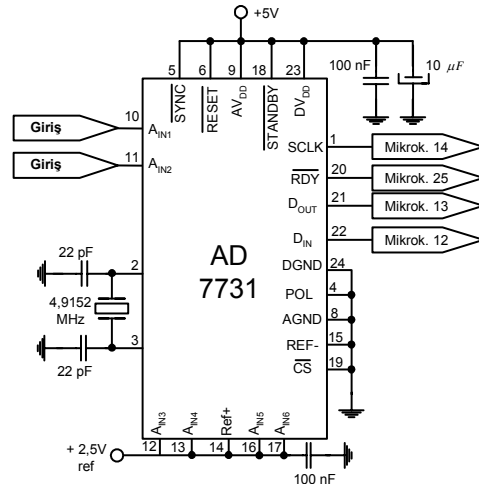 +5V
5 6 9 18 23
100 nF
10 µF
SYNC
RESET
AVDD
STANDBY
DVDD
Giriş
10
AIN1
Giriş
11
AIN2
SCLK
1
Mikrok. 14
RDY
20
Mikrok. 25
DOUT
21
Mikrok. 13
DIN
22
Mikrok. 12
22 pF
2
4,9152
MHz
3
22 pF
AD
7731
DGND
24
POL
4
AGND
8
REF-
15
CS
19
AIN3
AIN4
Ref+
AIN5
AIN6
+ 2,5V
ref
12 13 14 16 17
100 nF